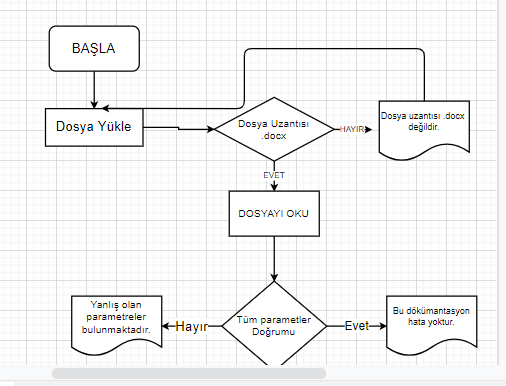 BAŞLA
Dosya Yükle
Dosya Uzantısı
.docx
HAYIR
Dosya uzantısı .docx
değildir.
EVET
DOSYAYI OKU
Yanlış olan
parametreler
bulunmaktadır.
Hayır
Tüm parametler
Doğrumu
Evet
Bu dökümantasyon
hata yoktur.